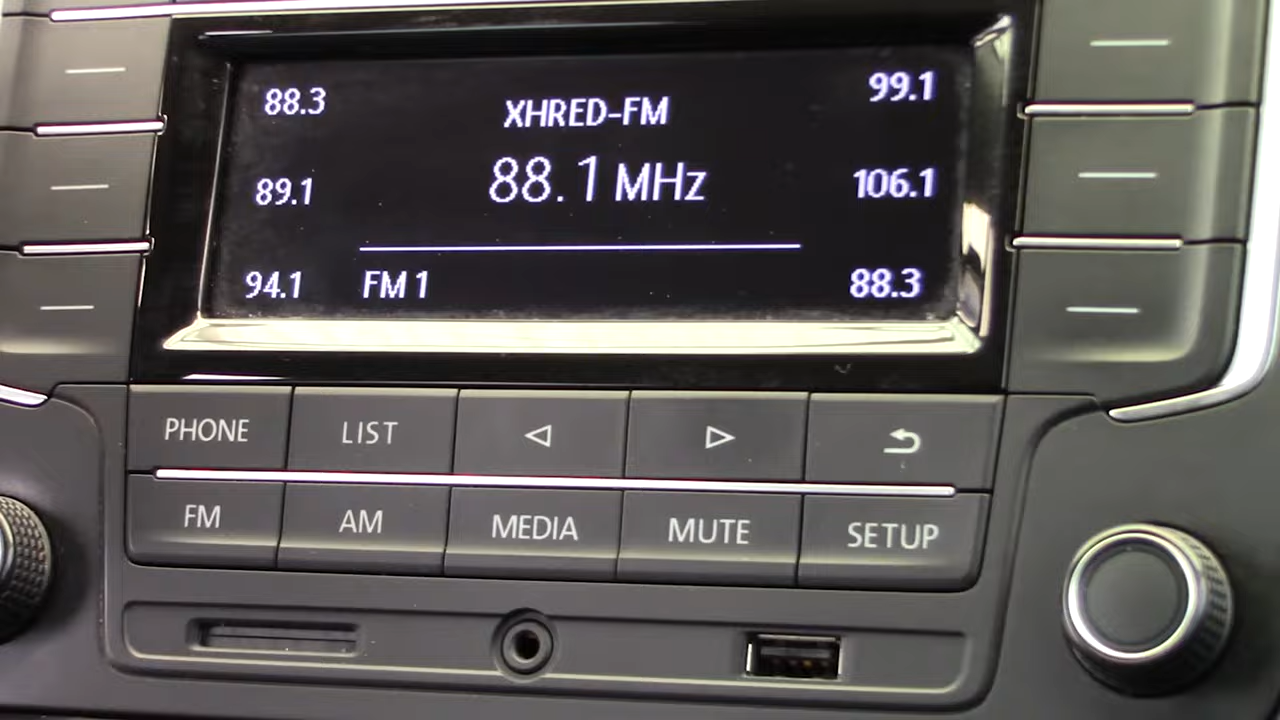 88.3
XHRED-FM
99.1
89.1
88.1 MHz
106.1
94.1
FM 1
88.3
PHONE LIST
FM AM MEDIA MUTE SETUP